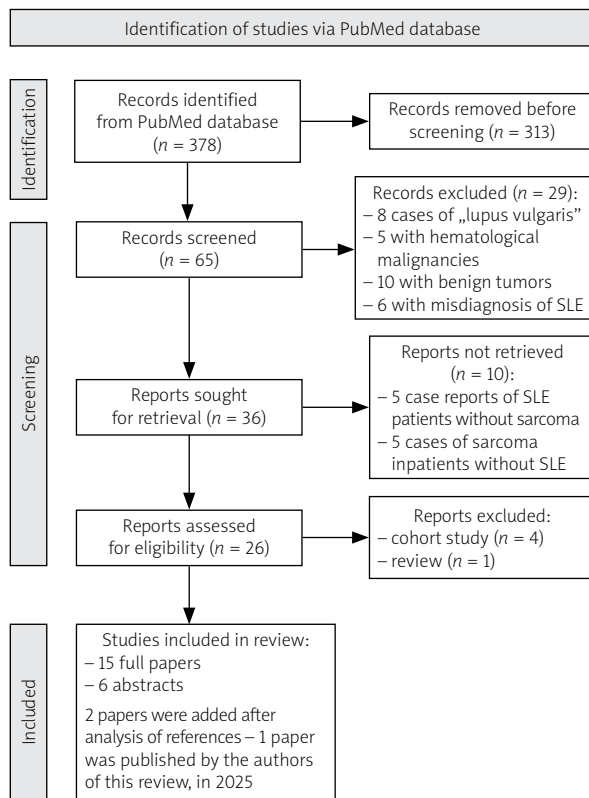 Identification of studies via PubMed database
Identification
Records identified
from PubMed database
(n = 378)
Records removed before
screening (n = 313)
Screening
Records screened
(n = 65)
Records excluded (n = 29):
– 8 cases of „lupus vulgaris”
– 5 with hematological
malignancies
– 10 with benign tumors
– 6 with misdiagnosis of SLE
Reports sought
for retrieval (n = 36)
Reports not retrieved
(n = 10):
– 5 case reports of SLE
patients without sarcoma
– 5 cases of sarcoma
inpatients without SLE
Reports assessed
for eligibility (n = 26)
Reports excluded:
– cohort study (n = 4)
– review (n = 1)
Included
Studies included in review:
– 15 full papers
– 6 abstracts
2 papers were added after
analysis of references – 1 paper
was published by the authors
of this review, in 2025